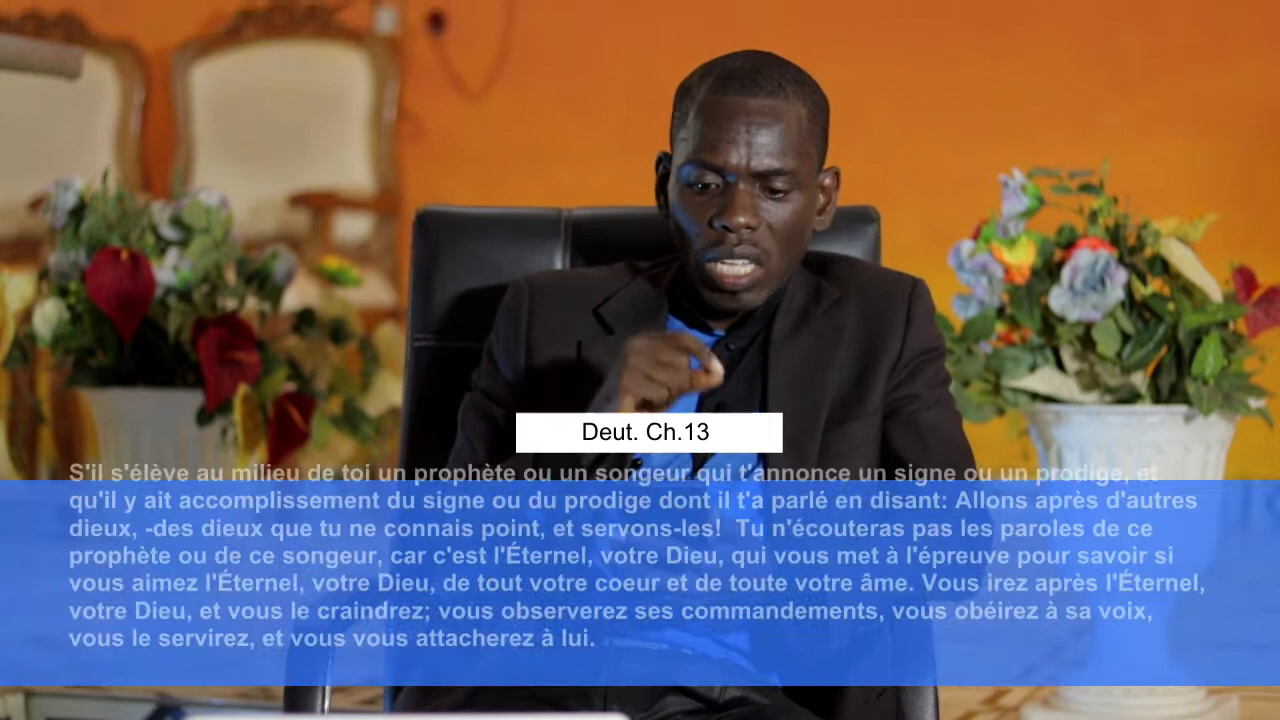 Deut. Ch.13
S'il s'élève au milieu de toi un prophète ou un songeur qui t'annonce un signe ou un prodige, et
qu'il y ait accomplissement du signe ou du prodige dont il t'a parlé en disant: Allons après d'autres
dieux, -des dieux que tu ne connais point, et servons-les!  Tu n'écouteras pas les paroles de ce
prophète ou de ce songeur, car c'est l'Éternel, votre Dieu, qui vous met à l'épreuve pour savoir si
vous aimez l'Éternel, votre Dieu, de tout votre coeur et de toute votre âme. Vous irez après l'Éternel,
votre Dieu, et vous le craindrez; vous observerez ses commandements, vous obéirez à sa voix,
vous le servirez, et vous vous attacherez à lui.